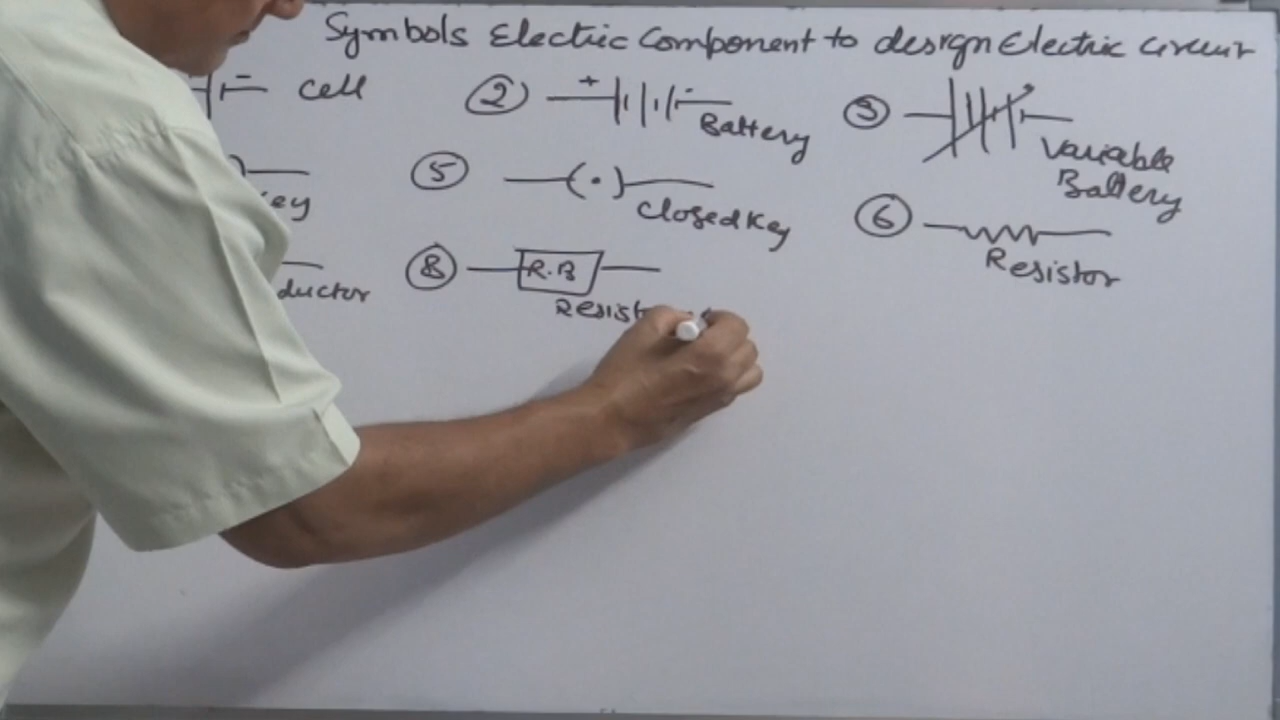 Symbols Electric Component to design Electric Circuit
- cell
2 + - Battery
3 Variable Battery
ey
5 Closed Key
6 Resistor
ductor
8 R.B
Resist